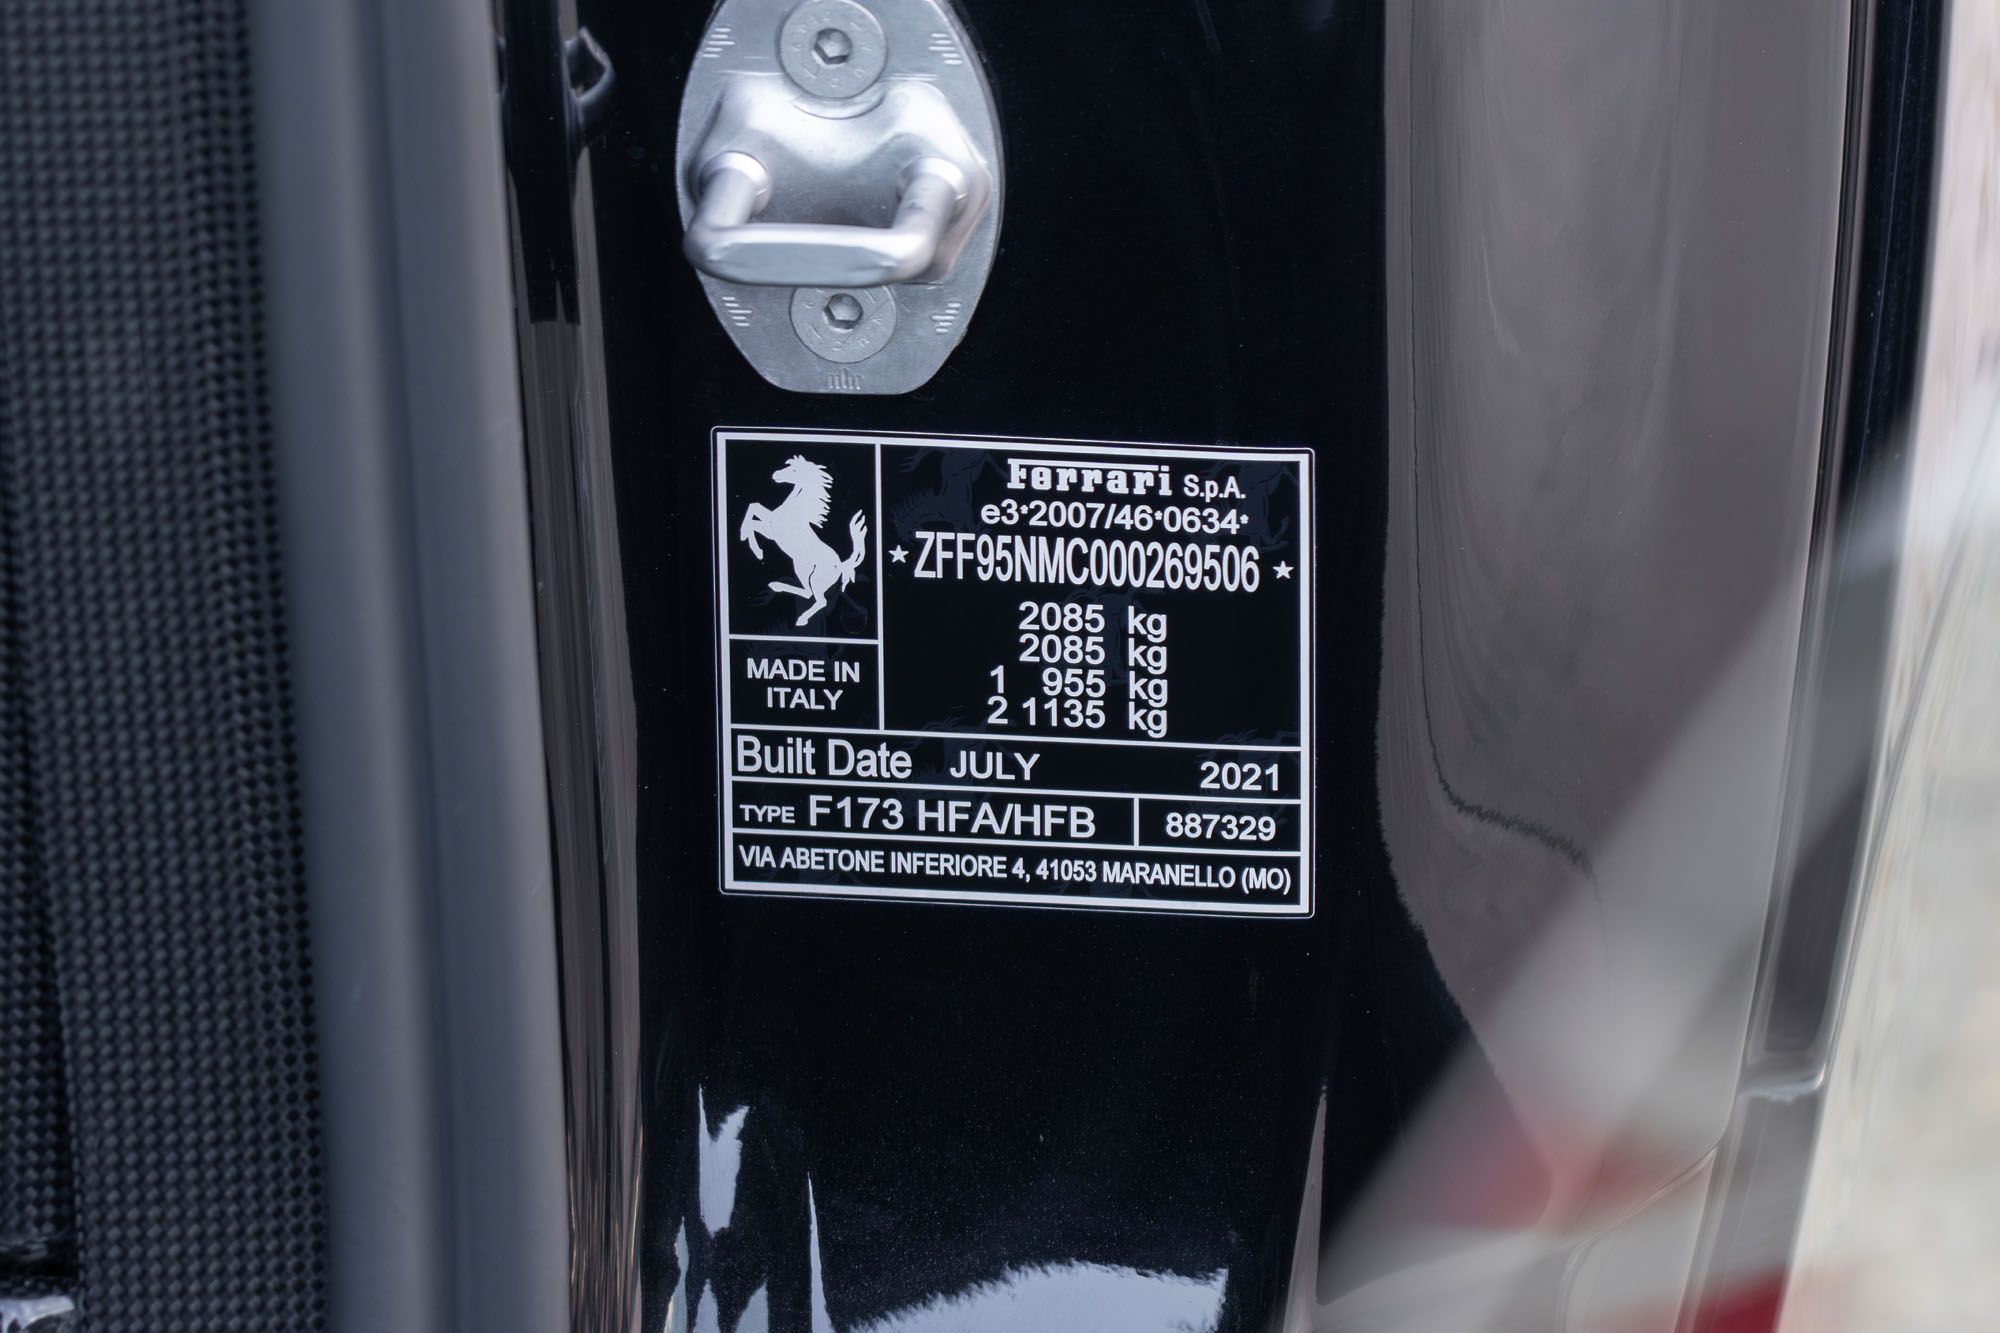 Ferrari S.p.A.
e3*2007/46*0634*
★ZFF95NMC000269506★
2085 kg
2085 kg
1 955 kg
2 1135 kg
MADE IN
ITALY
Built Date JULY 2021
TYPE F173 HFA/HFB 887329
VIA ABETONE INFERIORE 4, 41053 MARANELLO (MO)